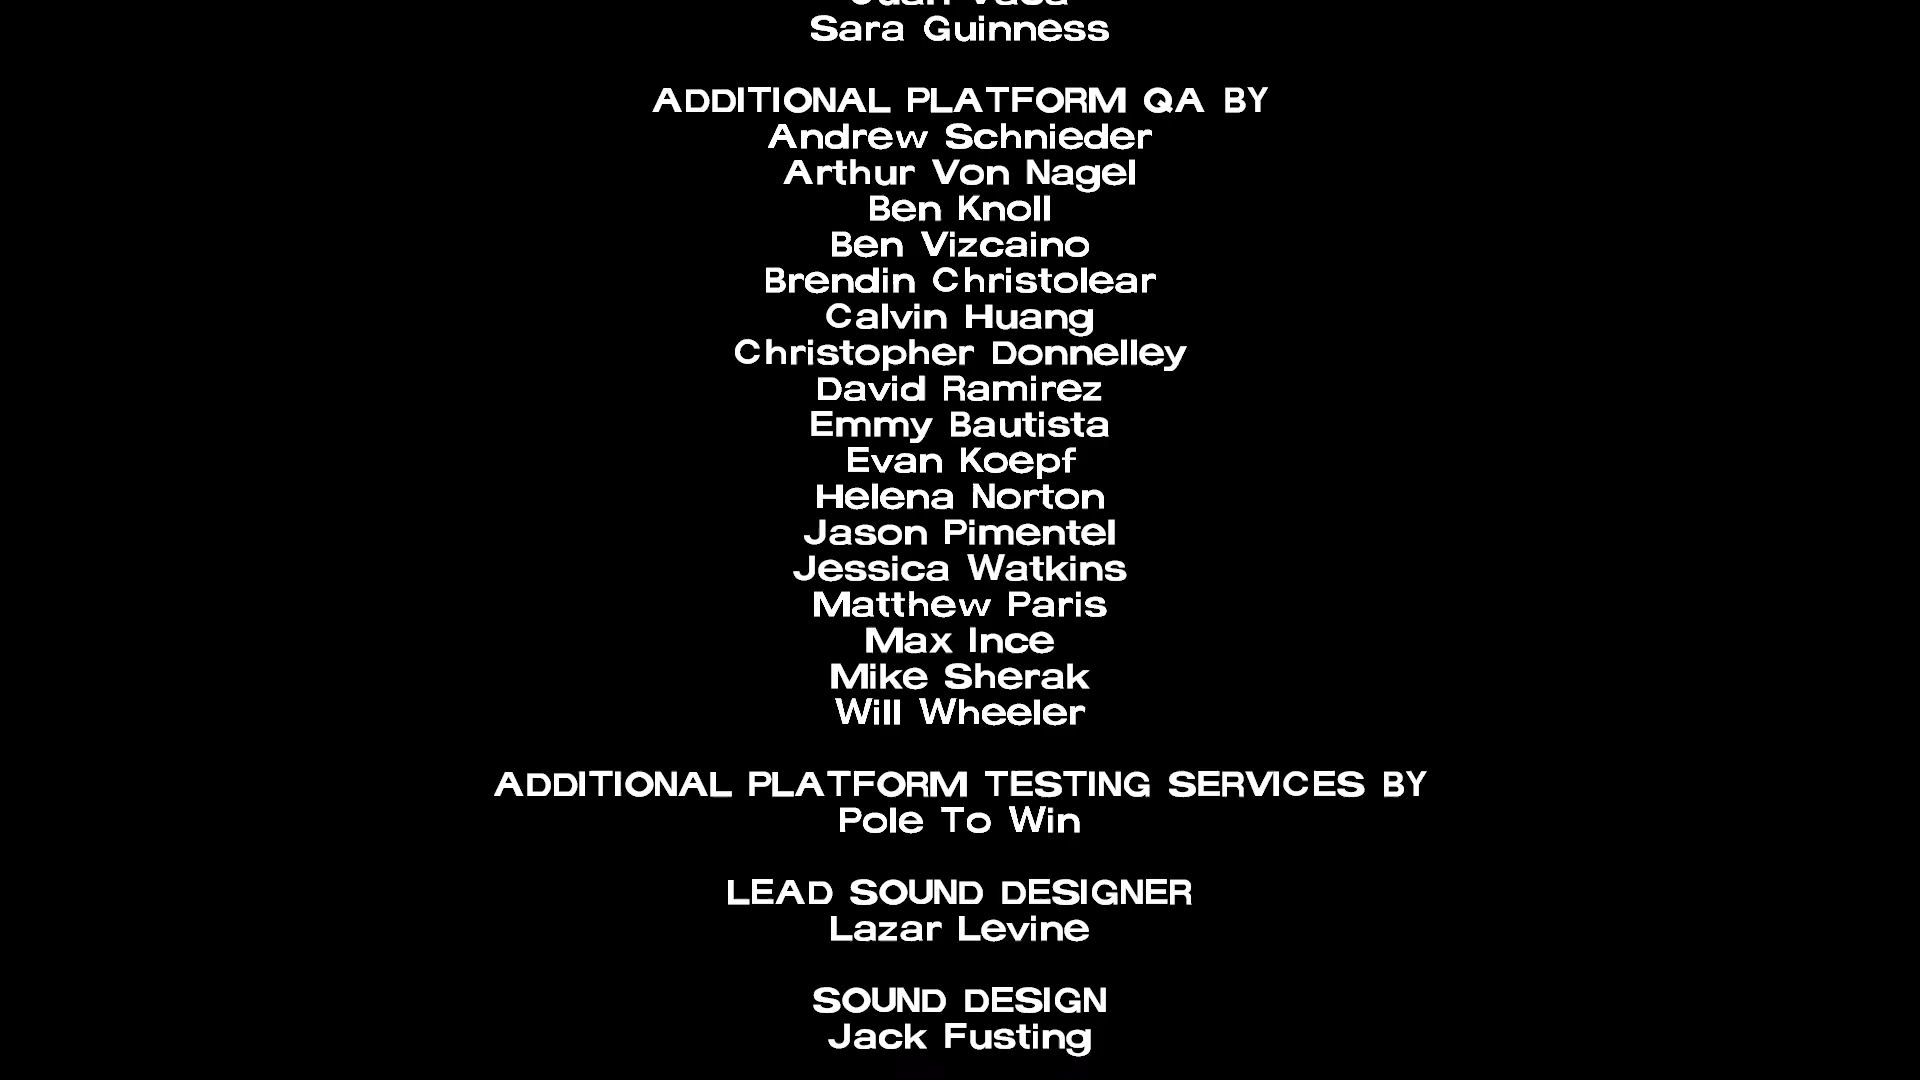 Sara Guinness
ADDITIONAL PLATFORM QA BY
Andrew Schnieder
Arthur Von Nagel
Ben Knoll
Ben Vizcaino
Brendin Christolear
Calvin Huang
Christopher Donnelley
David Ramirez
Emmy Bautista
Evan Koepf
Helena Norton
Jason Pimentel
Jessica Watkins
Matthew Paris
Max Ince
Mike Sherak
Will Wheeler
ADDITIONAL PLATFORM TESTING SERVICES BY
Pole To Win
LEAD SOUND DESIGNER
Lazar Levine
SOUND DESIGN
Jack Fusting